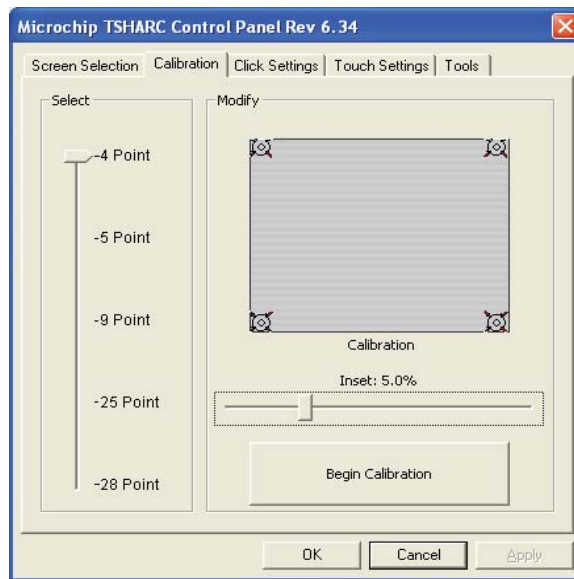 Microchip TSHARC Control Panel Rev 6.34
Screen Selection Calibration Click Settings Touch Settings Tools
Select
-4 Point
-5 Point
-9 Point
-25 Point
-28 Point
Modify
Calibration
Inset: 5.0%
Begin Calibration
OK Cancel Apply